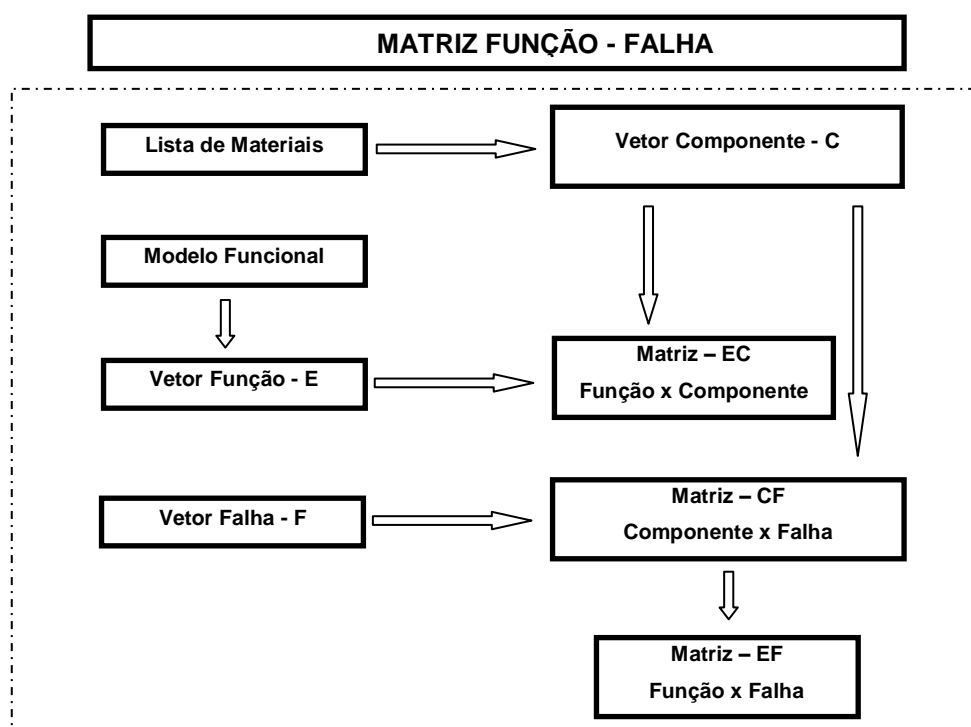 MATRIZ FUNÇÃO - FALHA
Lista de Materiais
Vetor Componente - C
Modelo Funcional
Vetor Função - E
Matriz – EC
Função x Componente
Vetor Falha - F
Matriz – CF
Componente x Falha
Matriz – EF
Função x Falha